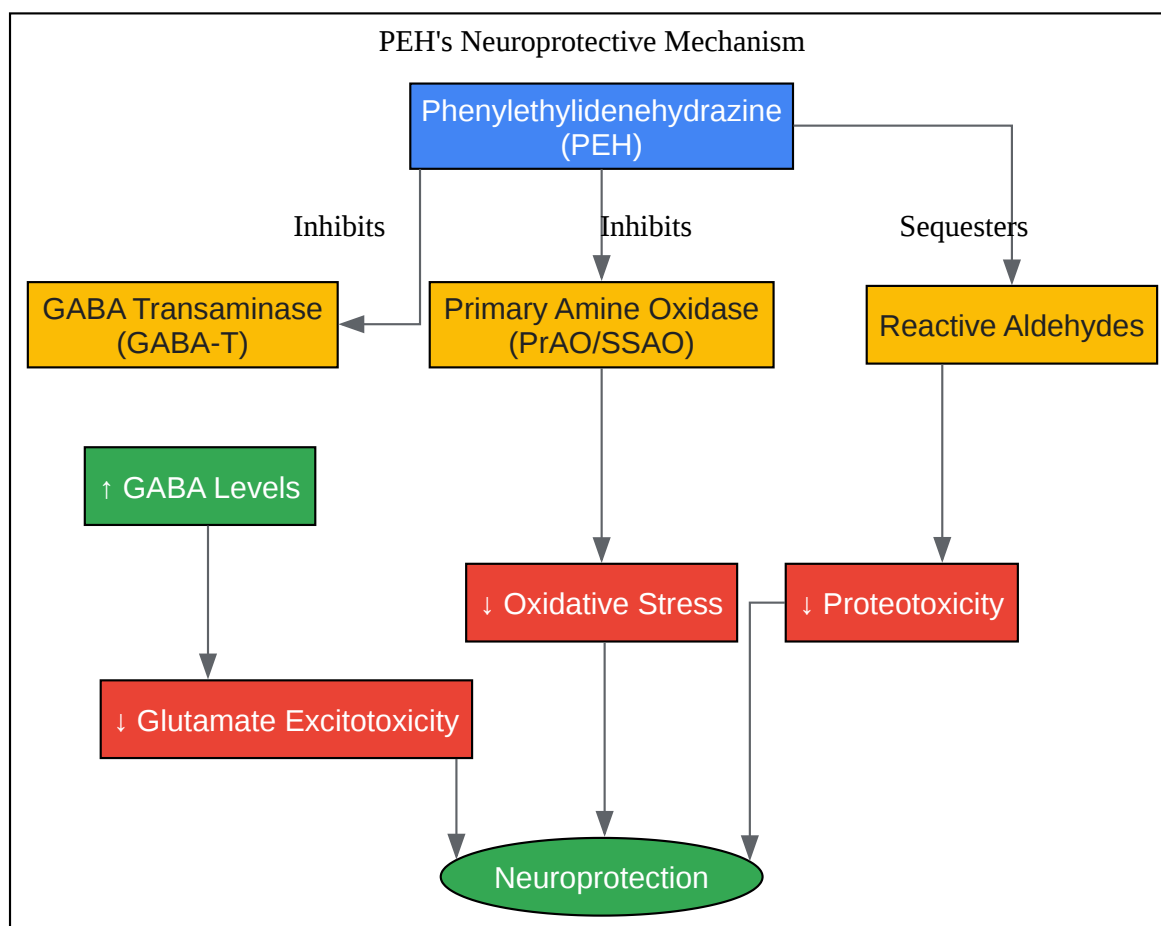 PEH's Neuroprotective Mechanism
Phenylethylidenehydrazine
(PEH)
Inhibits
Inhibits
Sequesters
GABA Transaminase
(GABA-T)
Primary Amine Oxidase
(PrAO/SSAO)
Reactive Aldehydes
↑ GABA Levels
↓ Oxidative Stress
↓ Proteotoxicity
↓ Glutamate Excitotoxicity
Neuroprotection